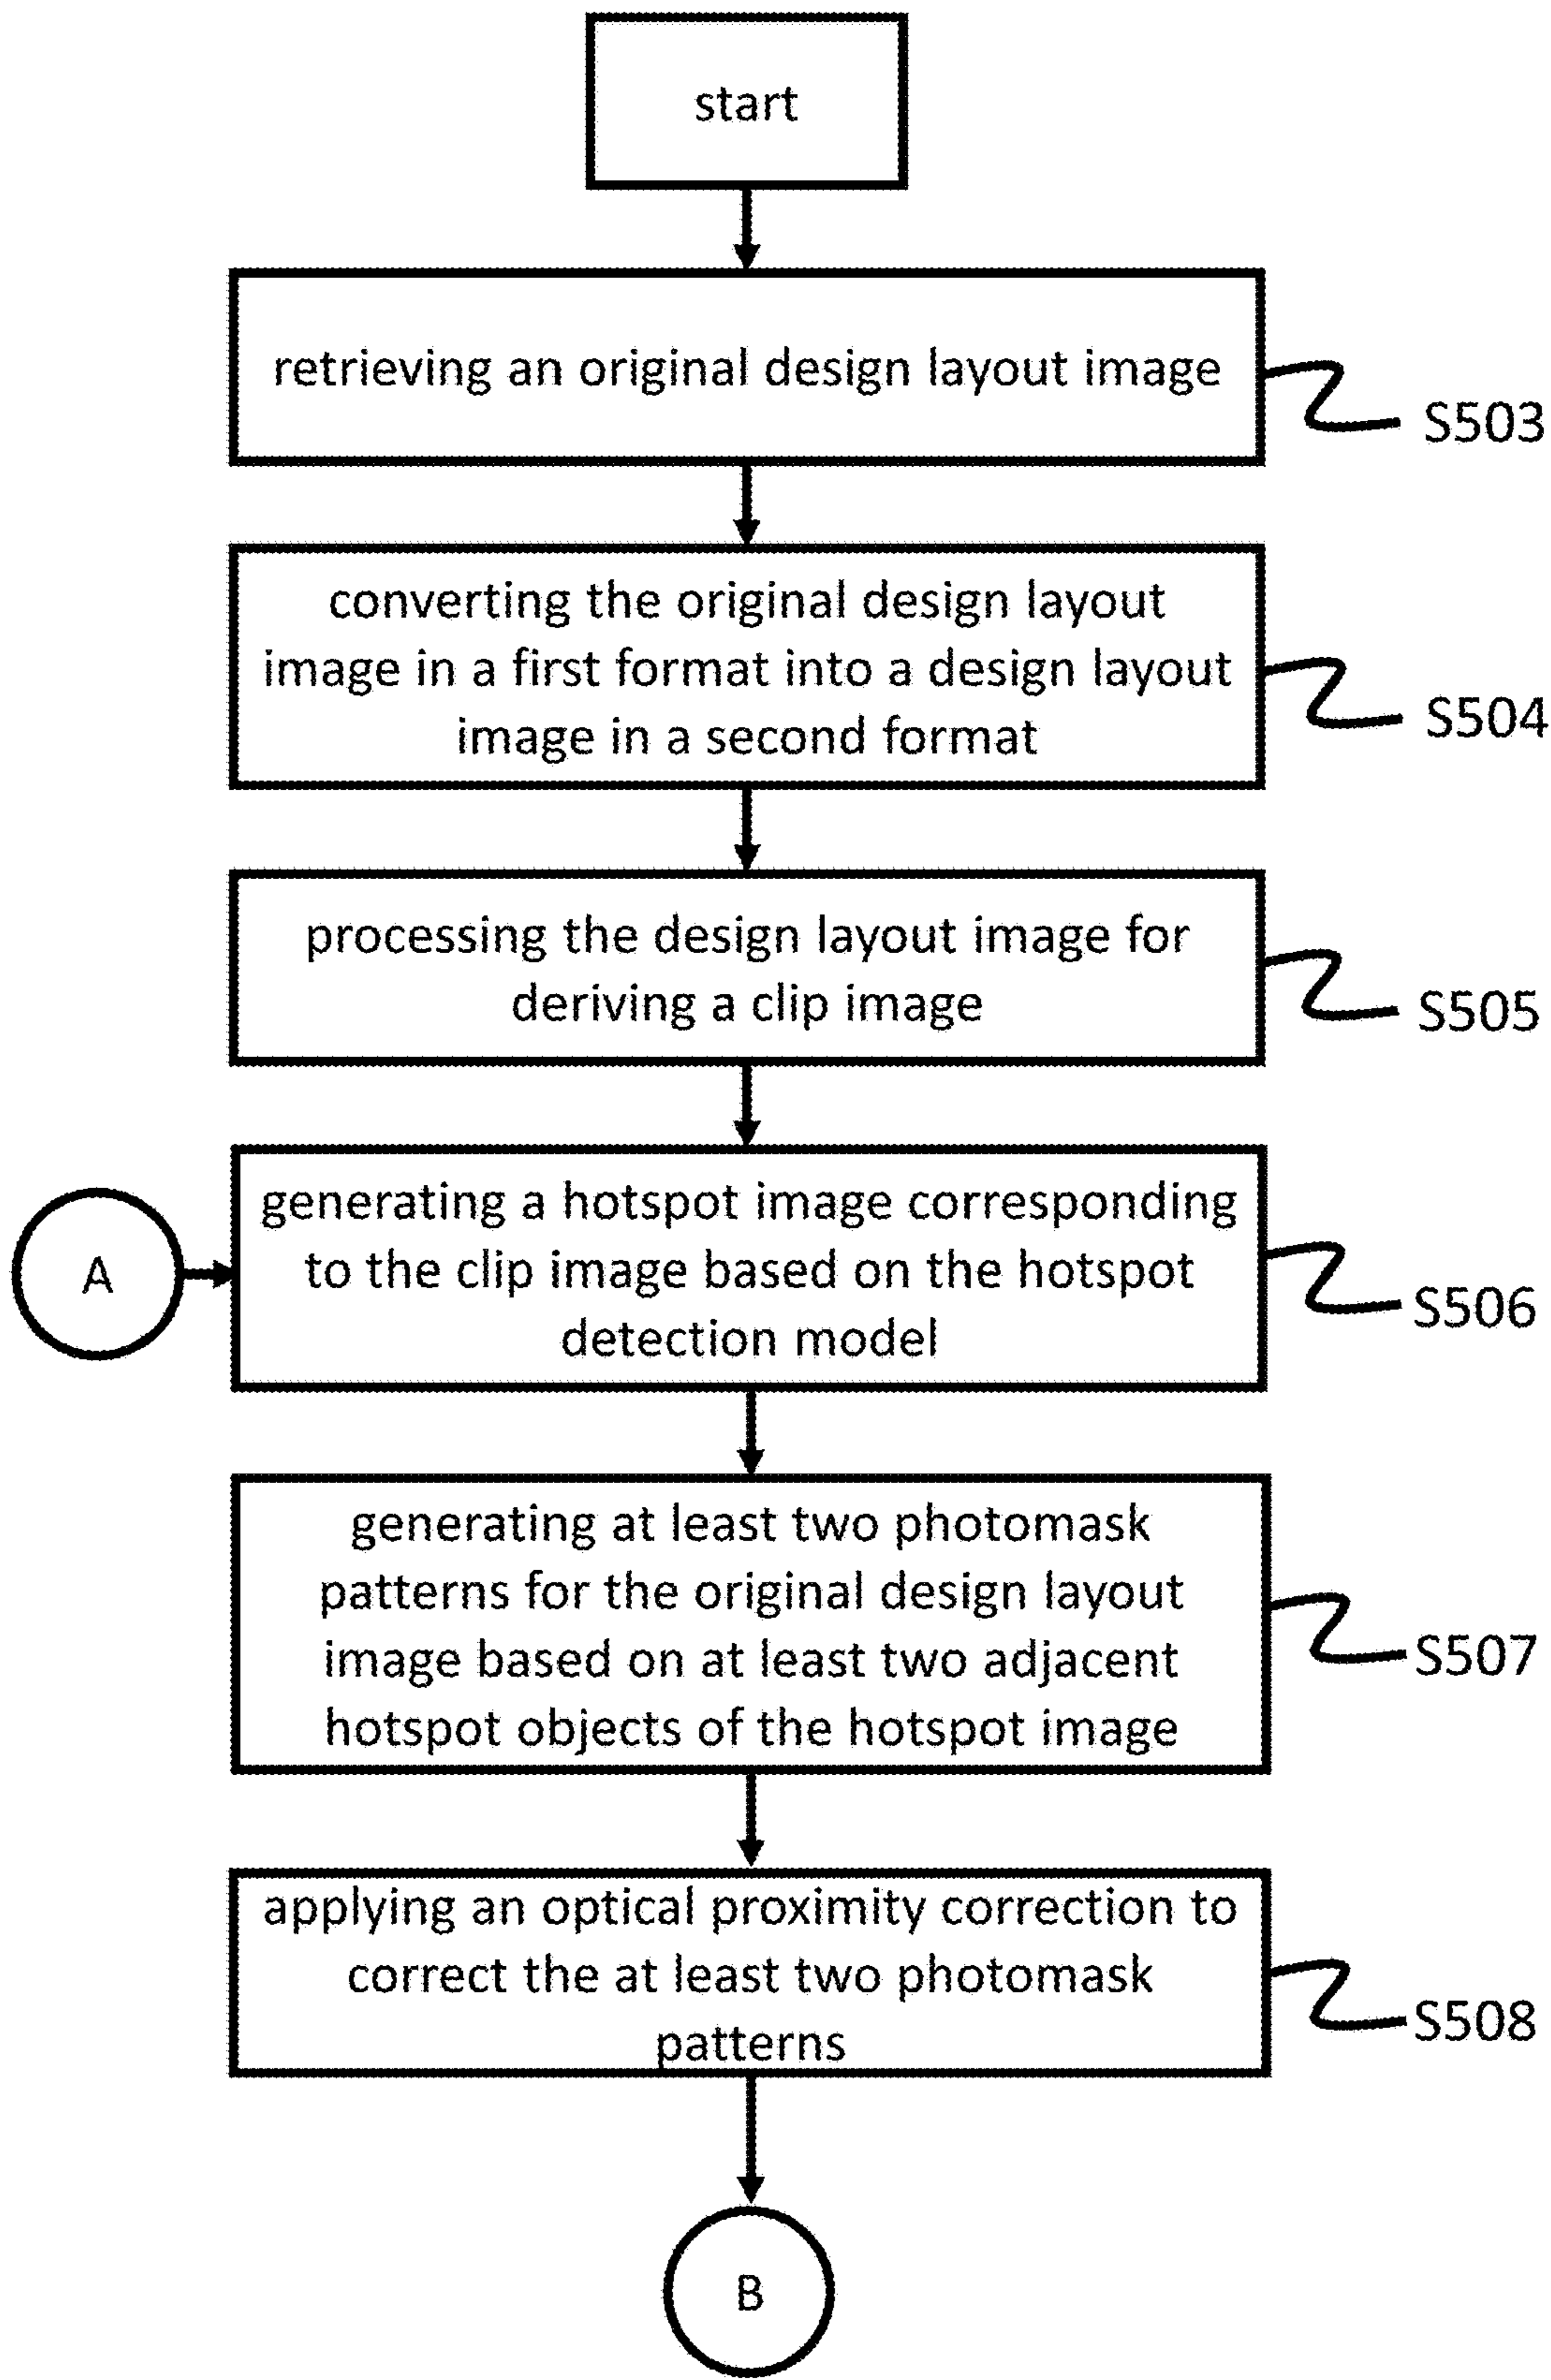 start
retrieving an original design layout image
S503
converting the original design layout
image in a first format into a design layout
image in a second format
S504
processing the design layout image for
deriving a clip image
S505
generating a hotspot image corresponding
to the clip image based on the hotspot
detection model
A
S506
generating at least two photomask
patterns for the original design layout
image based on at least two adjacent
hotspot objects of the hotspot image
S507
applying an optical proximity correction to
correct the at least two photomask
patterns
S508
B